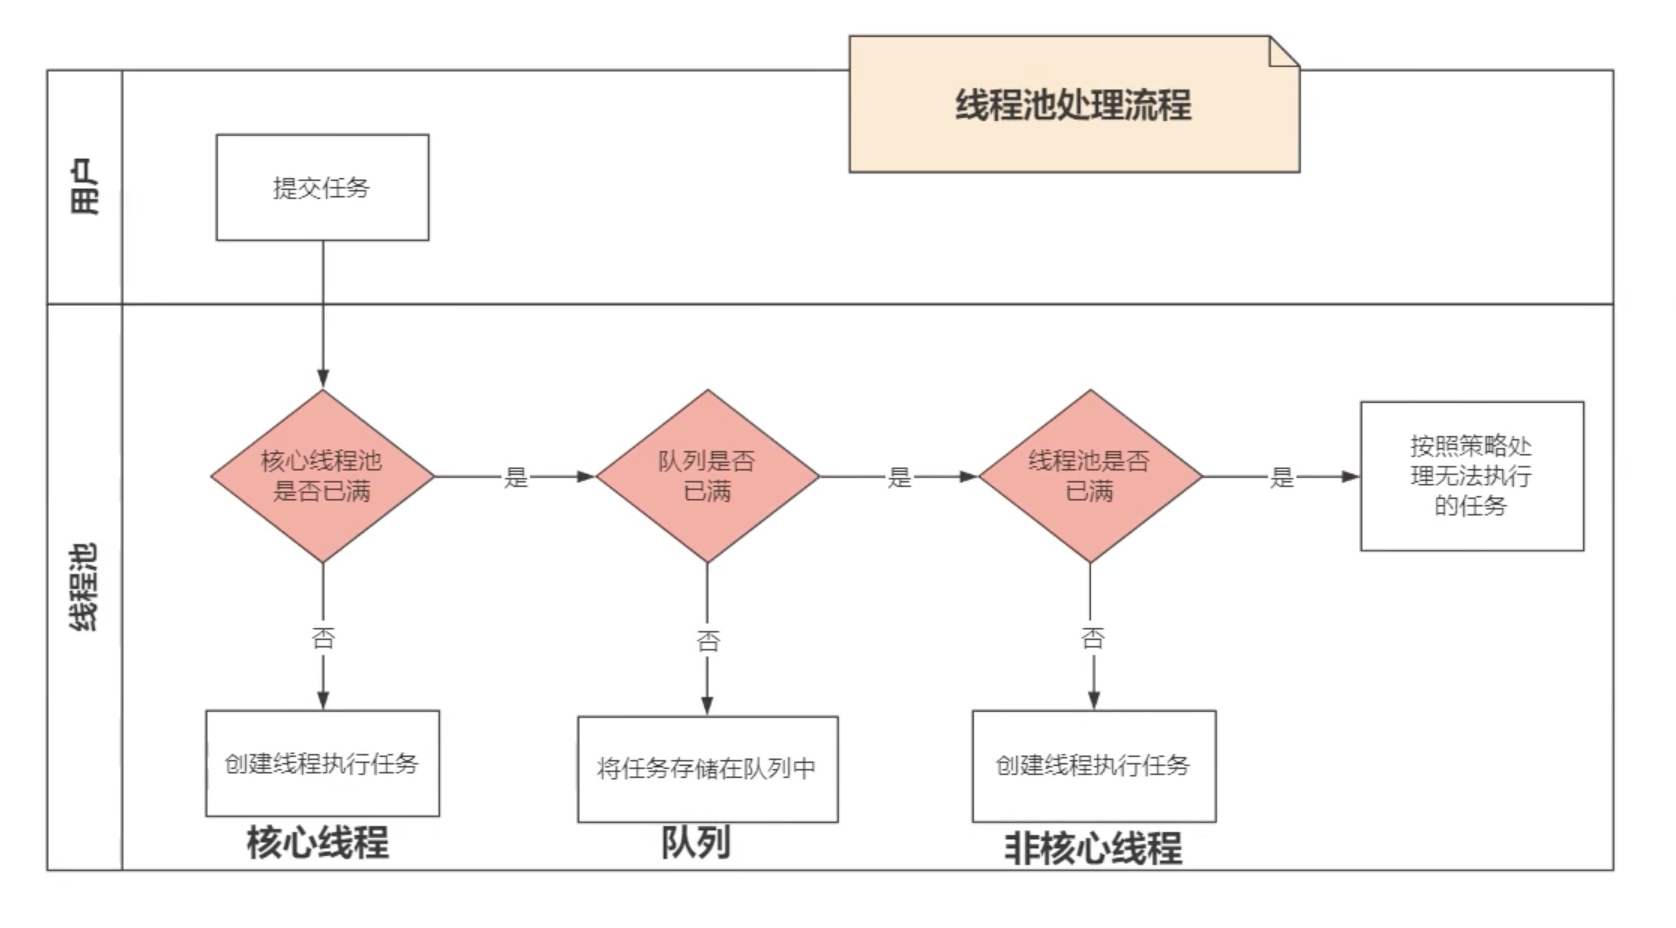 线程池处理流程
用户
提交任务
线程池
核心线程池
是否已满
是
队列是否
已满
是
线程池是否
已满
是
按照策略处
理无法执行
的任务
否
否
否
创建线程执行任务
将任务存储在队列中
创建线程执行任务
核心线程
队列
非核心线程